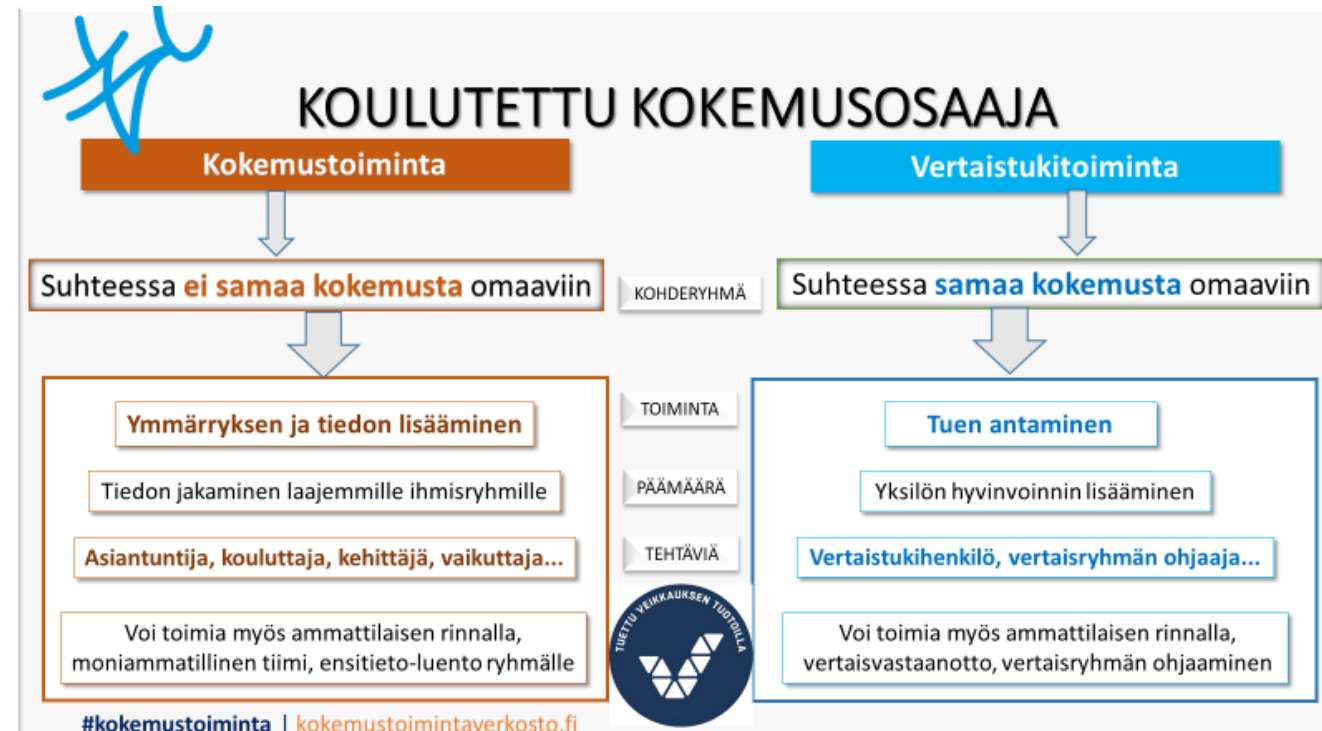 KOULUTETTU KOKEMUSOSAAJA
Kokemustoiminta
Vertaistukitoiminta
Suhteessa ei samaa kokemusta omaaviin
KOHDERYHMÄ
Suhteessa samaa kokemusta omaaviin
Ymmärryksen ja tiedon lisääminen
TOIMINTA
Tuen antaminen
Tiedon jakaminen laajemmille ihmisryhmille
PÄÄMÄÄRÄ
Yksilön hyvinvoinnin lisääminen
Asiantuntija, kouluttaja, kehittäjä, vaikuttaja...
TEHTÄVIÄ
Vertaistukihenkilö, vertaisryhmän ohjaaja...
Voi toimia myös ammattilaisen rinnalla,
moniammatillinen tiimi, ensitieto-luento ryhmälle
TUETTU VEIKKAUKSEN TUOTOILLA
Voi toimia myös ammattilaisen rinnalla,
vertaisvastaanotto, vertaisryhmän ohjaaminen
#kokemustoiminta | kokemustoimintaverkosto.fi